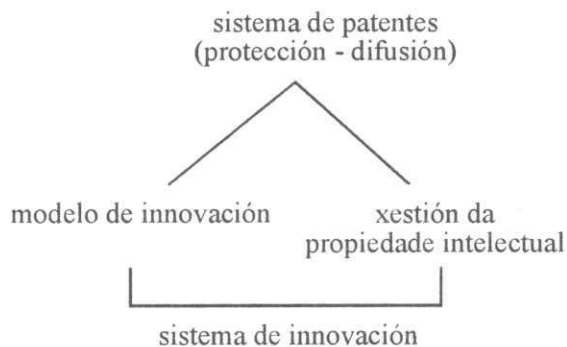 sistema de patentes
(protección - difusión)
modelo de innovación
xestión da
propiedade intelectual
sistema de innovación